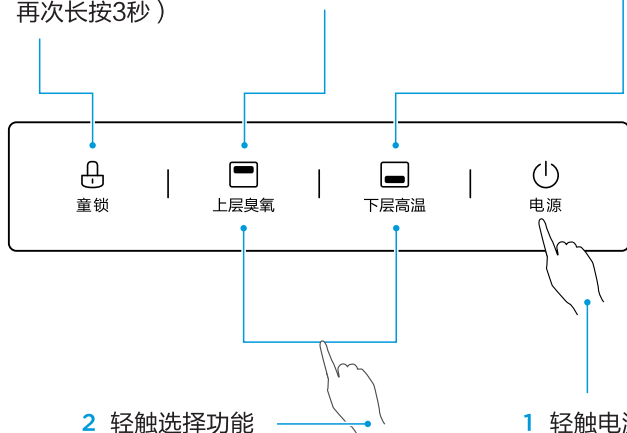 再次长按3秒）
童锁
上层臭氧
下层高温
电源
2 轻触选择功能
1 轻触电